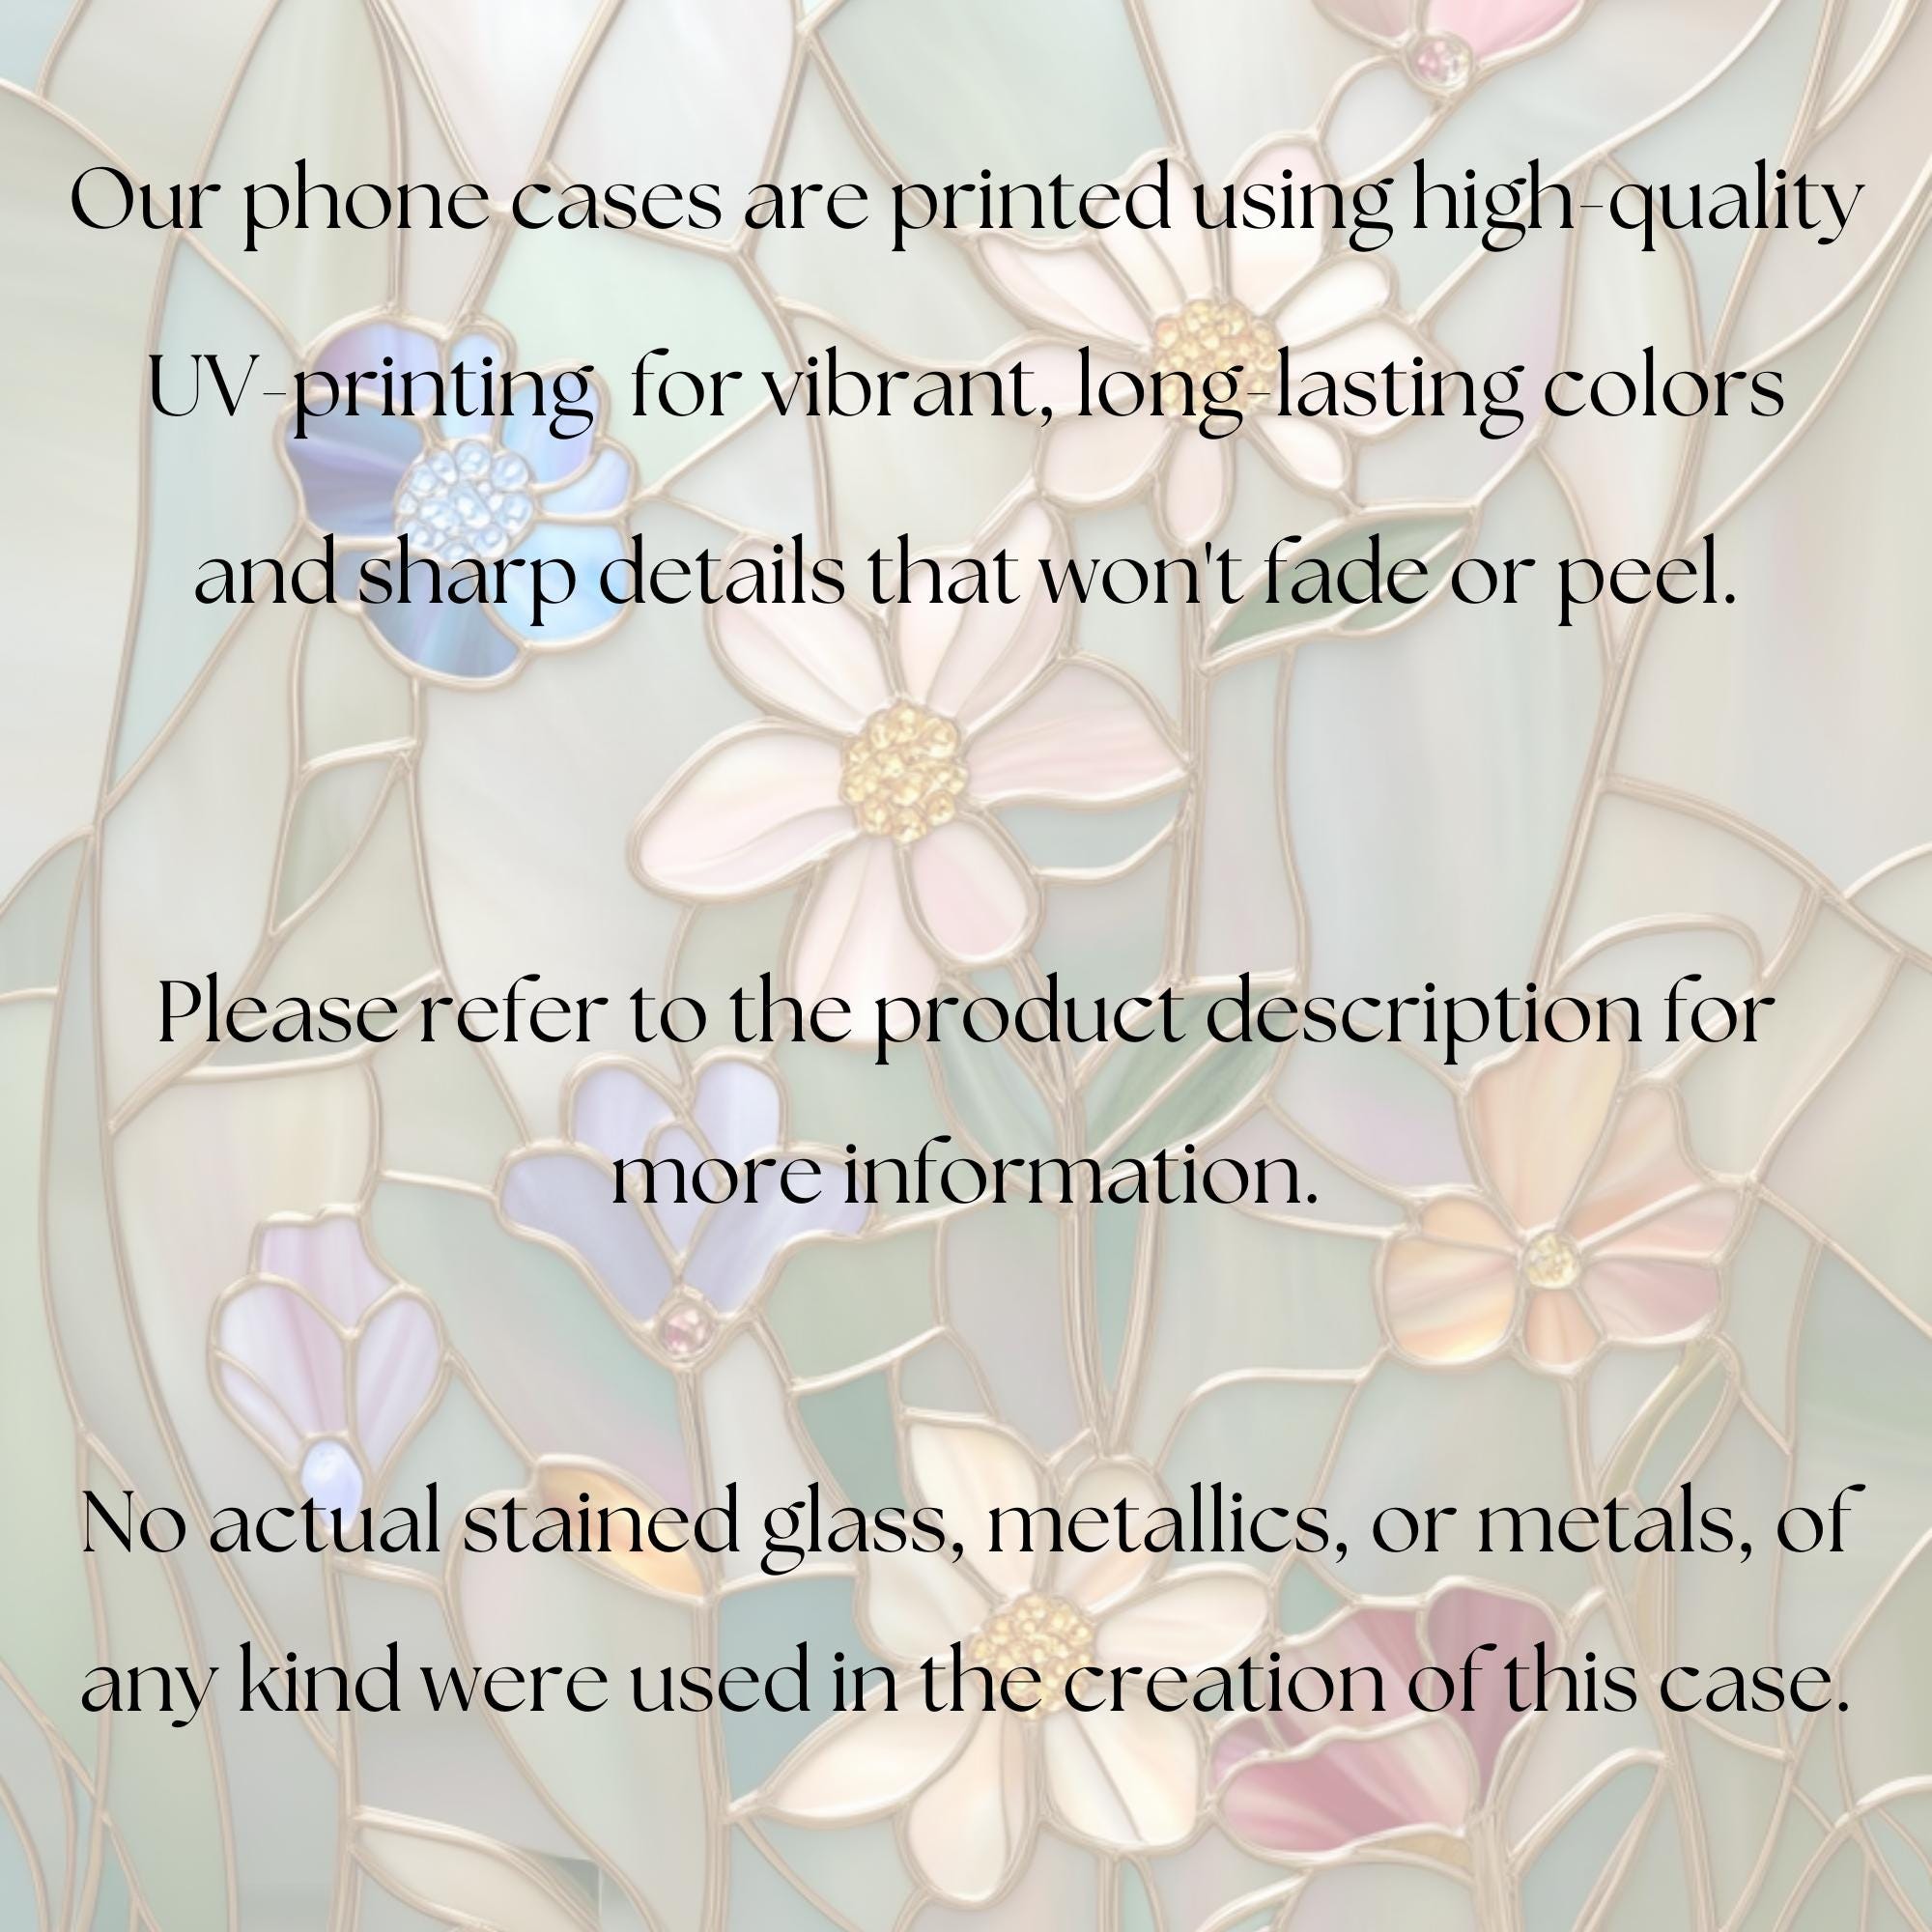 Our phone cases are printed using high-quality
UV-printing for vibrant, long-lasting colors
and sharp details that won't fade or peel.
Please refer to the product description for
more information.
No actual stained glass, metallics, or metals, of
any kind were used in the creation of this case.